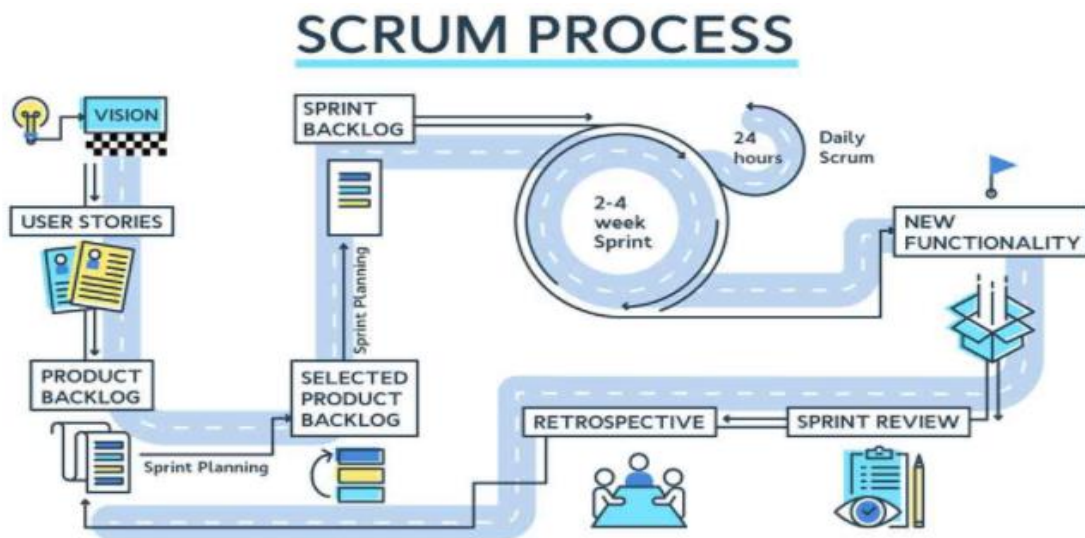 SCRUM PROCESS
VISION
USER STORIES
PRODUCT
BACKLOG
Sprint Planning
SELECTED
PRODUCT
BACKLOG
Sprint Planning
SPRINT
BACKLOG
2-4
week
Sprint
24
hours
Daily
Scrum
NEW
FUNCTIONALITY
SPRINT REVIEW
RETROSPECTIVE